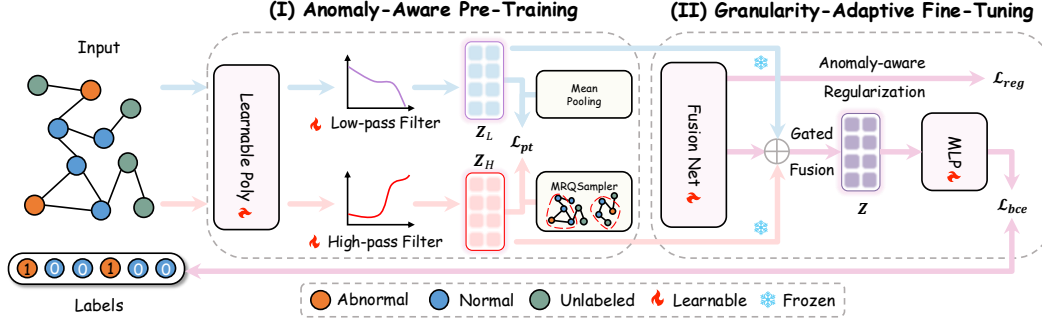 (I) Anomaly-Aware Pre-Training
(II) Granularity-Adaptive Fine-Tuning
Input
Learnable Poly
Low-pass Filter
High-pass Filter
Z_L
Z_H
L_pt
Mean
Pooling
MRQSampler
Fusion Net
Anomaly-aware
Regularization
L_reg
Gated
Fusion
Z
MLP
L_bce
1 0 0 1 0 0
Labels
Abnormal Normal Unlabeled Learnable Frozen